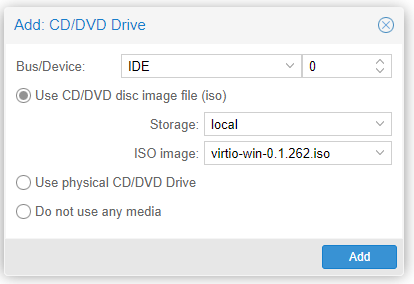 Add: CD/DVD Drive
Bus/Device: IDE 0
Use CD/DVD disc image file (iso)
Storage: local
ISO image: virtio-win-0.1.262.iso
Use physical CD/DVD Drive
Do not use any media
Add